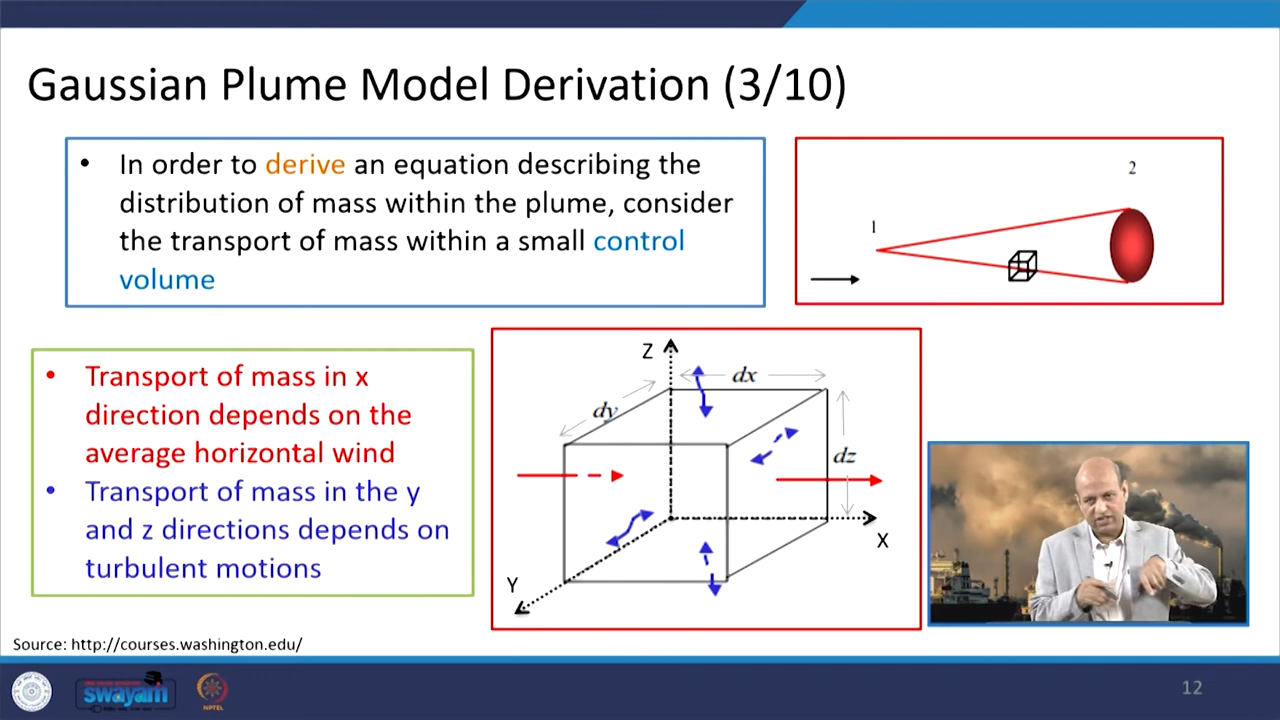 Gaussian Plume Model Derivation (3/10)
• In order to derive an equation describing the
distribution of mass within the plume, consider
the transport of mass within a small control
volume
1
2
• Transport of mass in x
direction depends on the
average horizontal wind
• Transport of mass in the y
and z directions depends on
turbulent motions
Z
dx
dy
dz
X
Y
Source: http://courses.washington.edu/
swayam
NPTEL
12